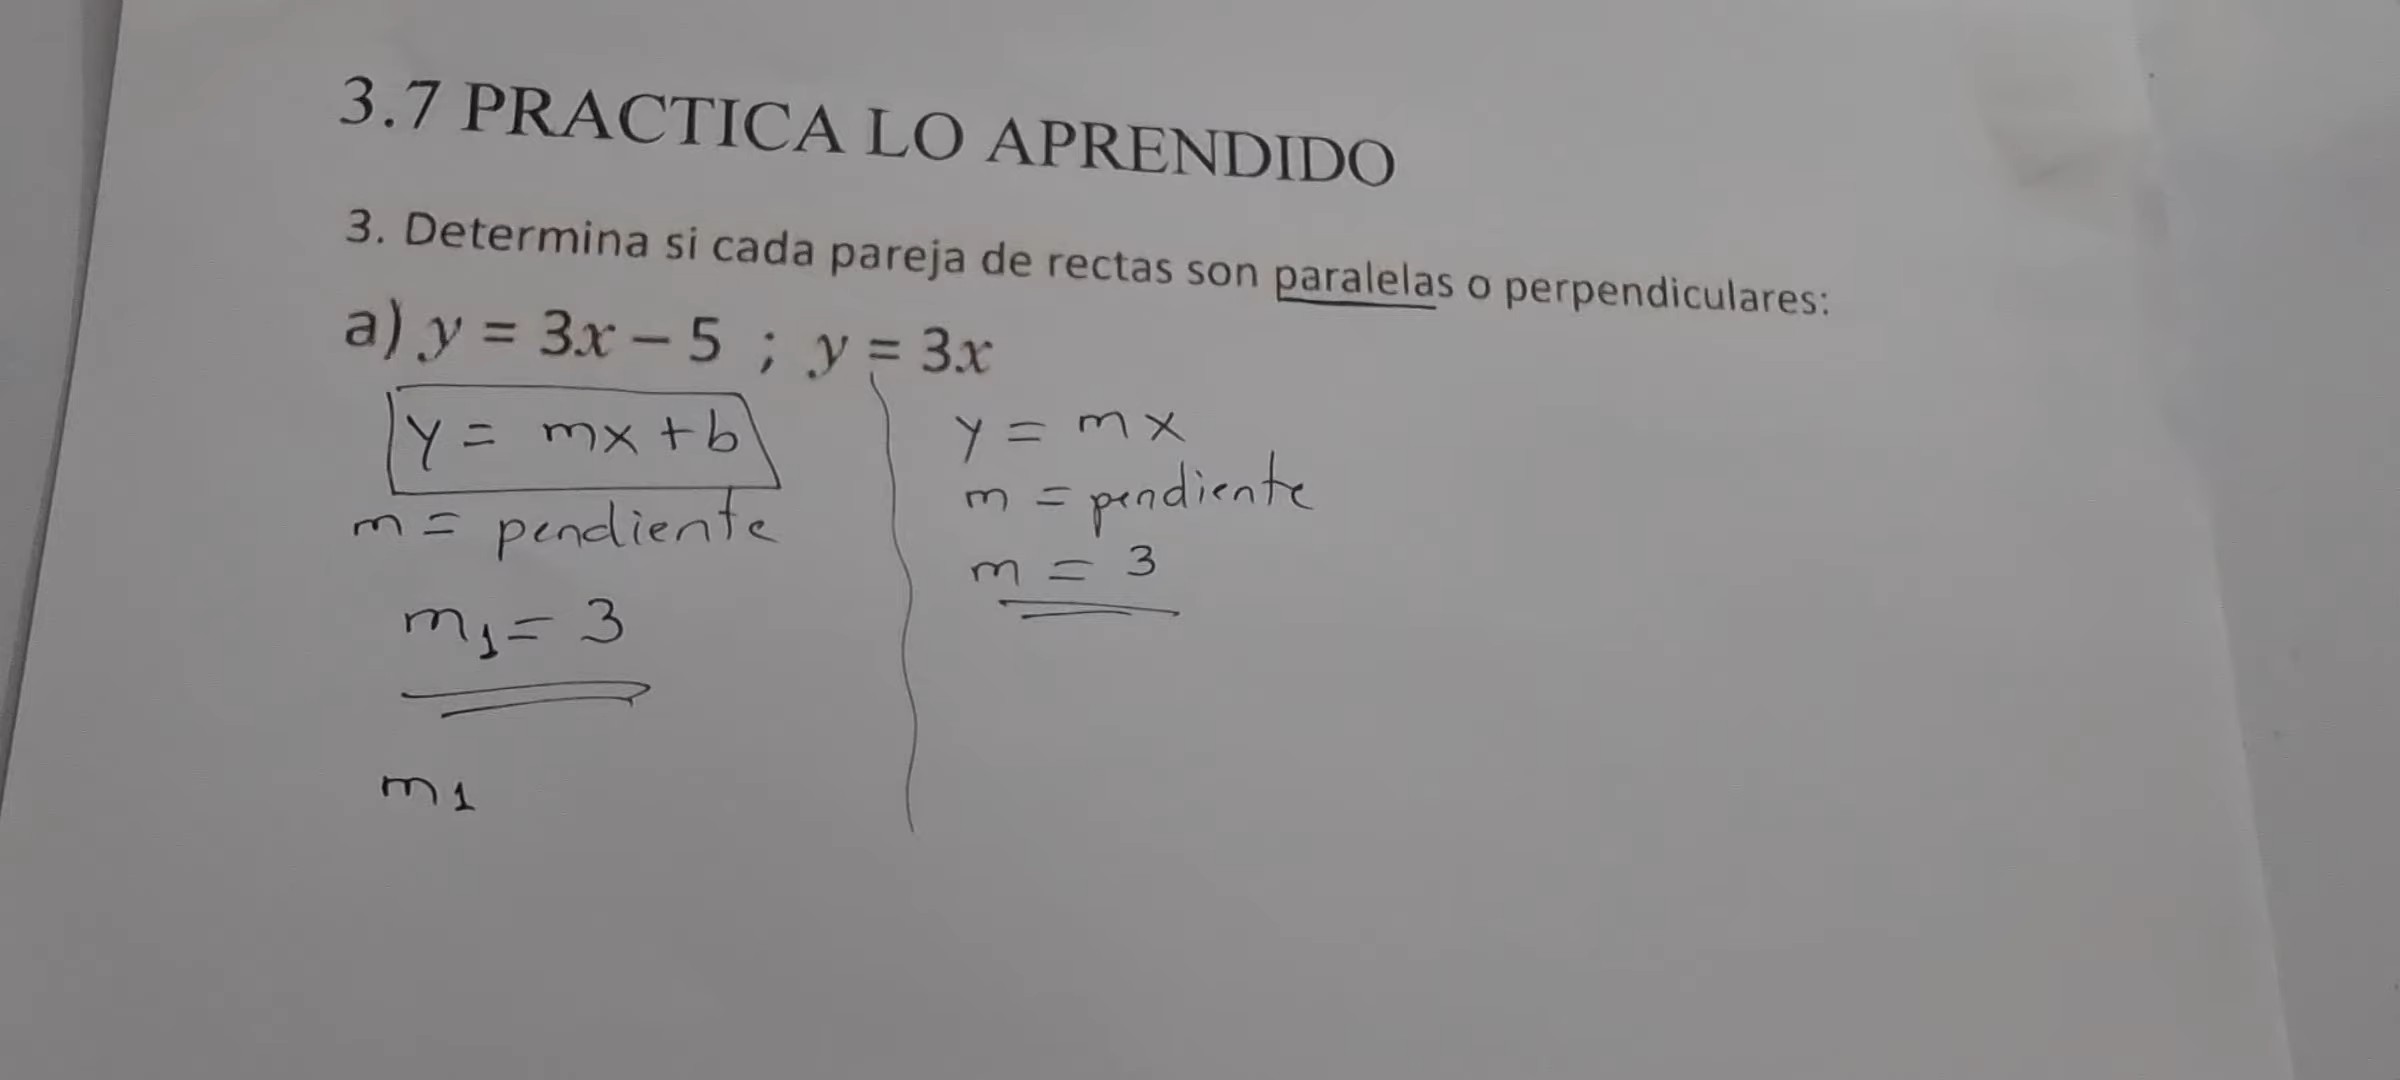 3.7 PRACTICA LO APRENDIDO
3. Determina si cada pareja de rectas son paralelas o perpendiculares:
a) y = 3x – 5 ; y = 3x
y = mx + b
m = pendiente
m₁ = 3
m₁
y = mx
m = pendiente
m = 3